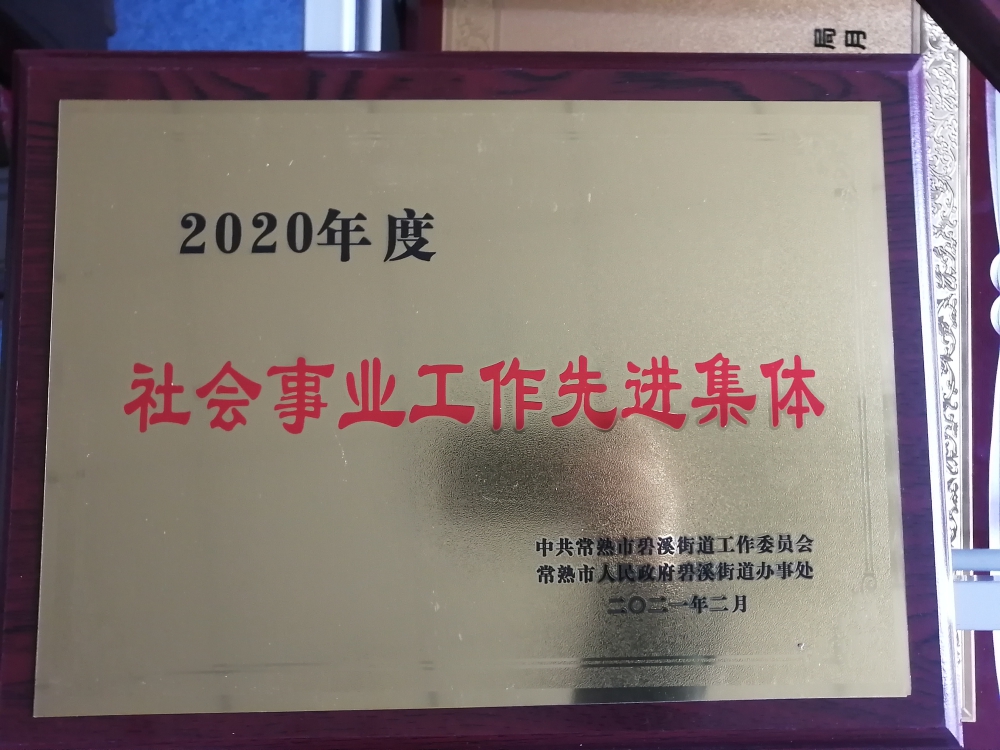 局
月
2020年度
社会事业工作先进集体
中共常熟市碧溪街道工作委员会
常熟市人民政府碧溪街道办事处
二〇二一年二月